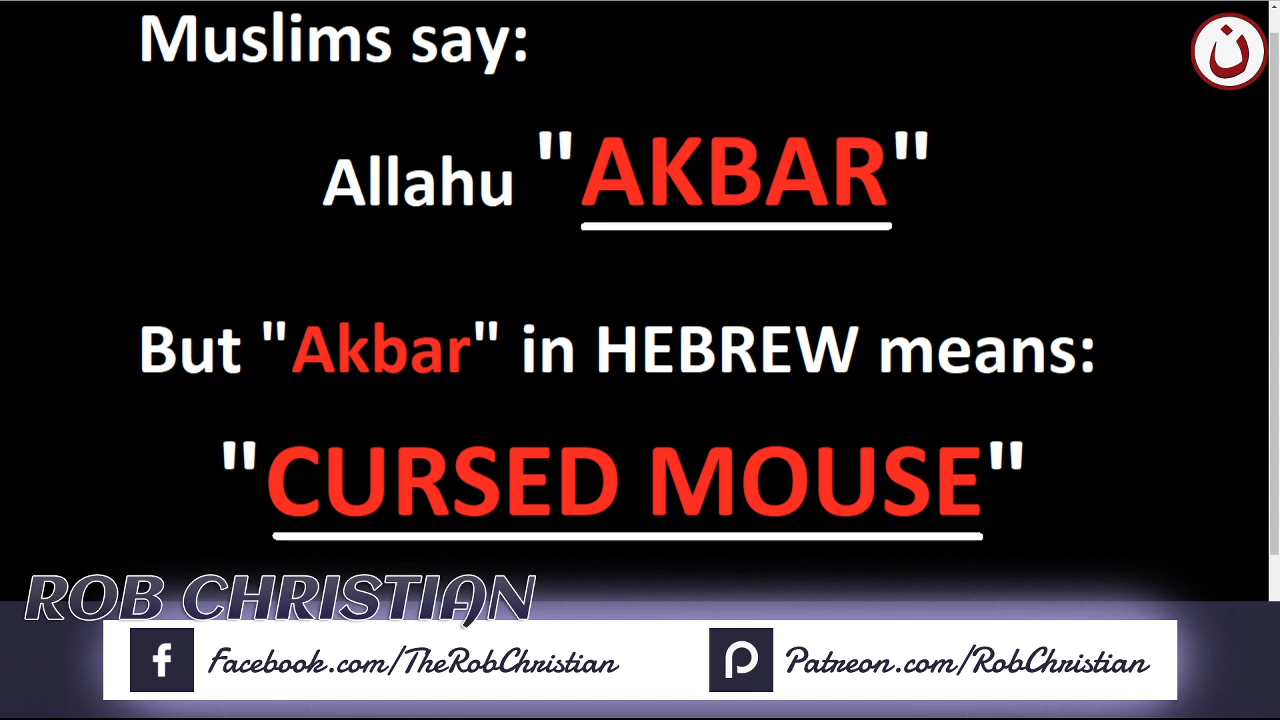 Muslims say:
ن
Allahu "AKBAR"
But "Akbar" in HEBREW means:
"CURSED MOUSE"
ROB CHRISTIAN
Facebook.com/TheRobChristian
Patreon.com/RobChristian